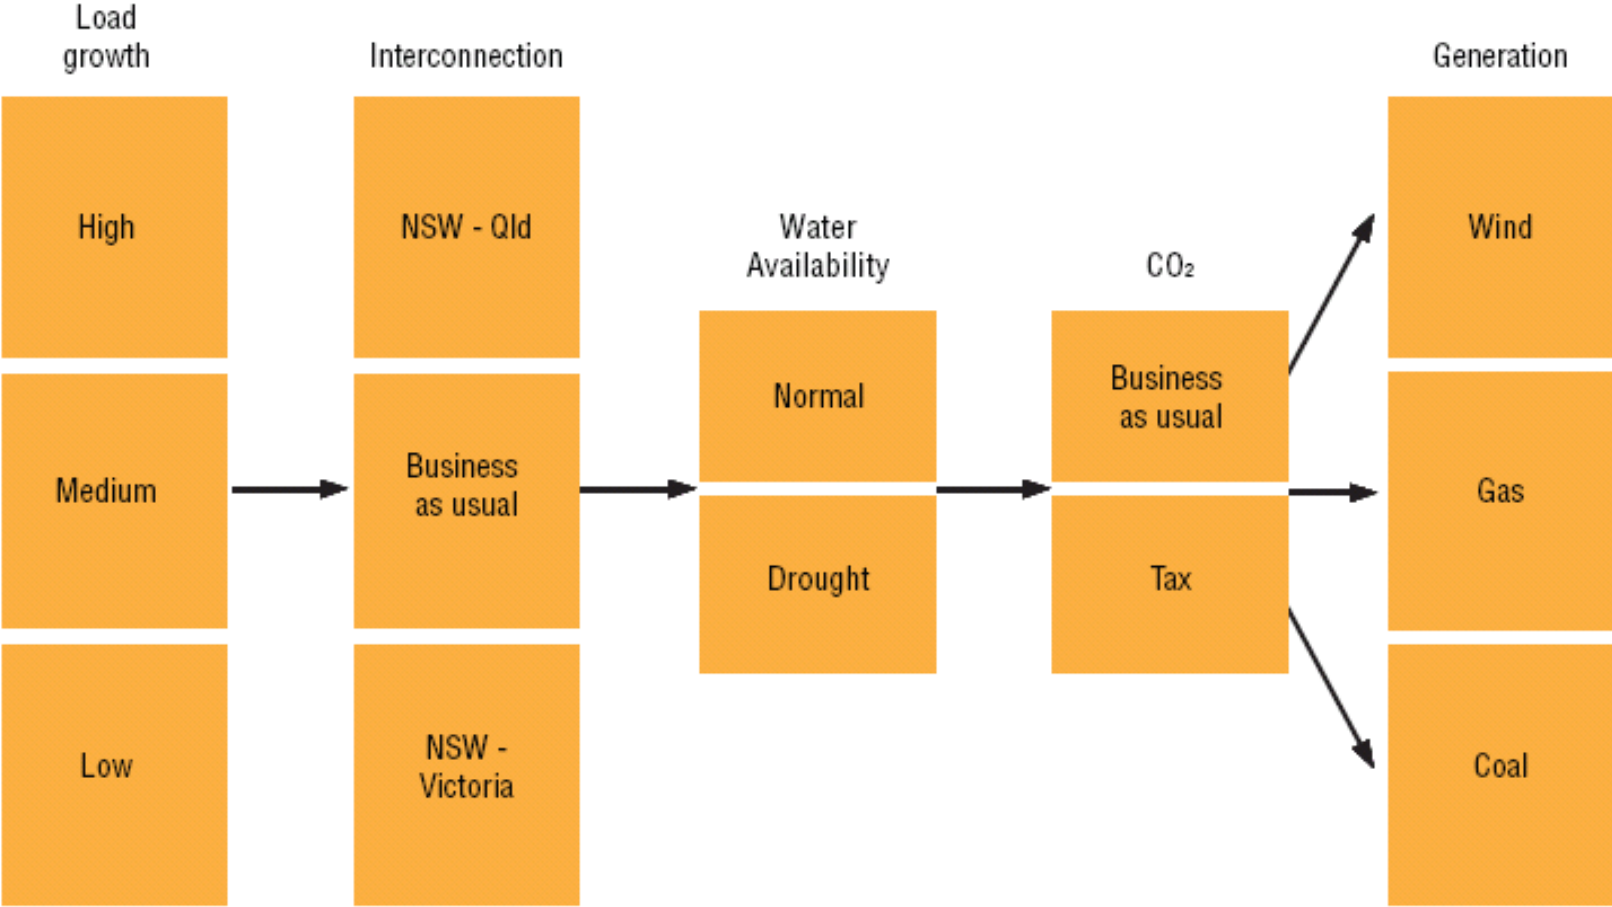 Load
growth
High
Medium
Low
Interconnection
NSW - Qld
Business
as usual
NSW -
Victoria
Water
Availability
Normal
Drought
CO₂
Business
as usual
Tax
Generation
Wind
Gas
Coal